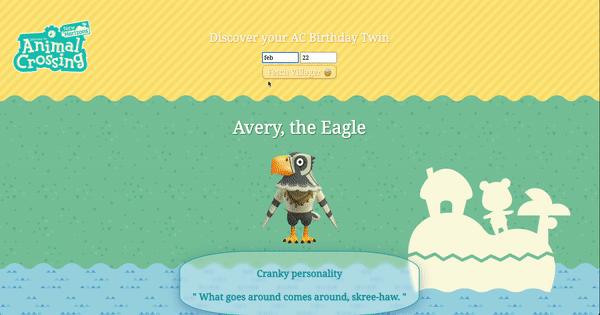 New Horizons
Animal
Crossing
Discover your AC Birthday Twin
feb 22
Fetch Villager
Avery, the Eagle
Cranky personality
" What goes around comes around, skree-haw. "